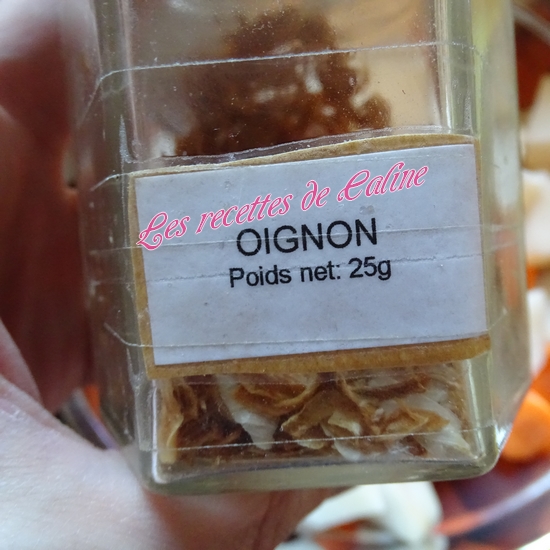 Les recettes de Caline
OIGNON
Poids net: 25g